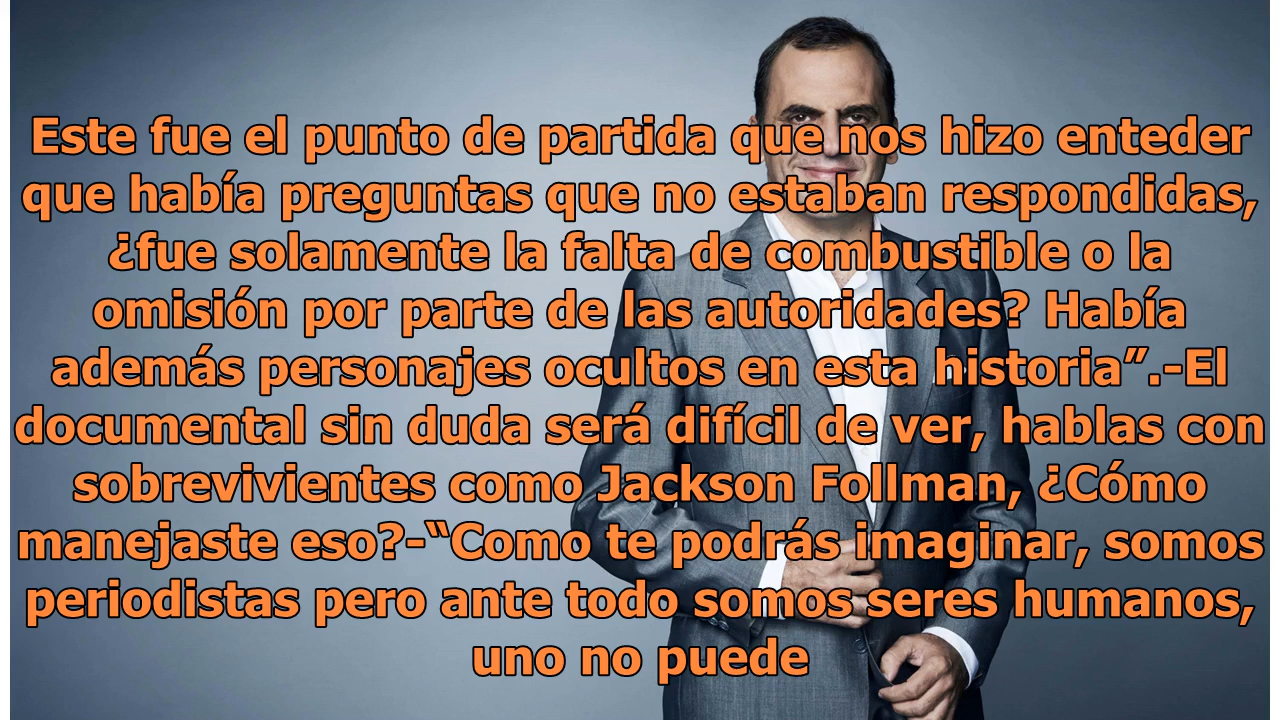 Este fue el punto de partida que nos hizo enteder
que había preguntas que no estaban respondidas,
¿fue solamente la falta de combustible o la
omisión por parte de las autoridades? Había
además personajes ocultos en esta historia”.-El
documental sin duda será difícil de ver, hablas con
sobrevivientes como Jackson Follman, ¿Cómo
manejaste eso?-“Como te podrás imaginar, somos
periodistas pero ante todo somos seres humanos,
uno no puede